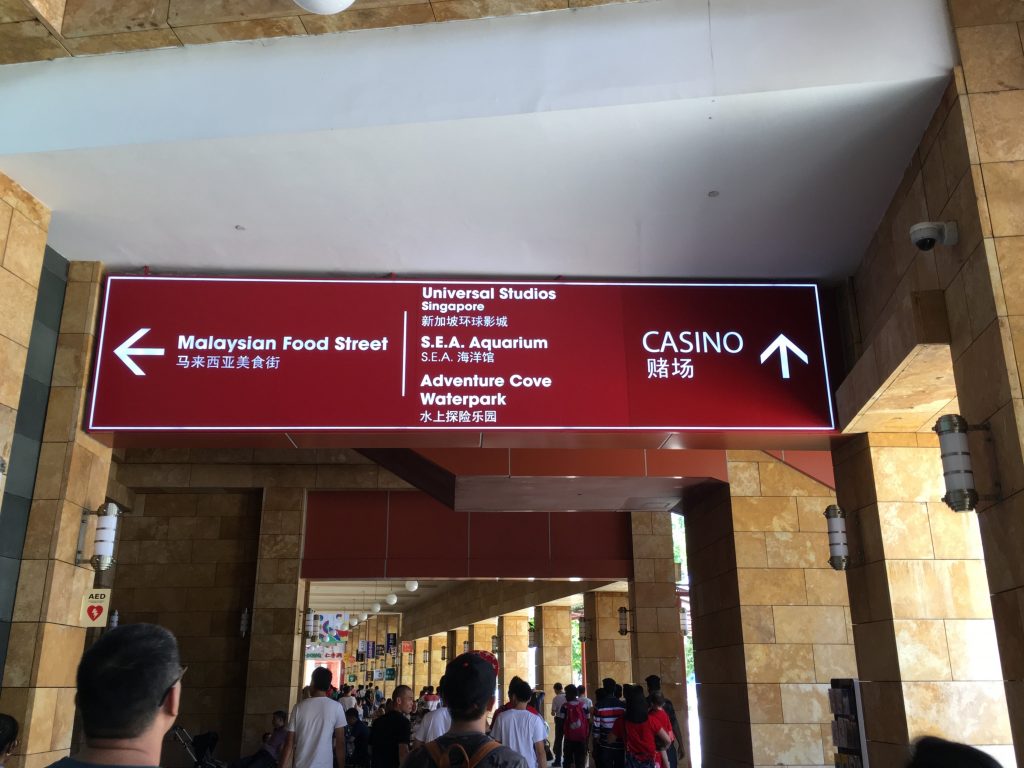 Malaysian Food Street
马来西亚美食街
Universal Studios
Singapore
新加坡环球影城
S.E.A. Aquarium
S.E.A. 海洋馆
Adventure Cove
Waterpark
水上探险乐园
CASINO
赌场
AED